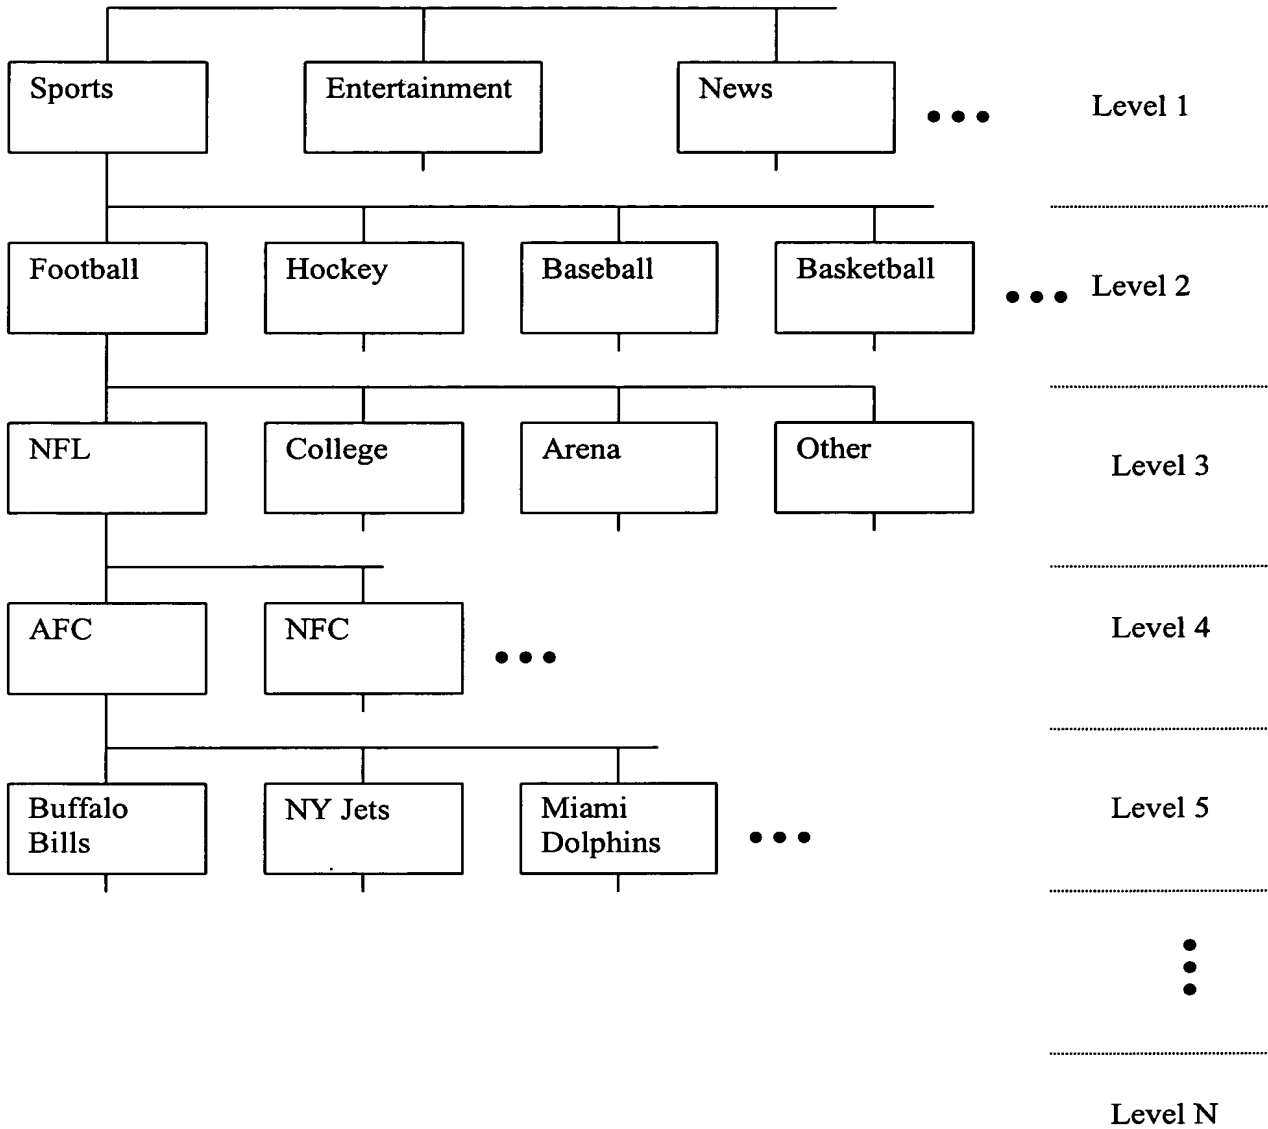 Sports
Entertainment
News
Level 1
Football
Hockey
Baseball
Basketball
Level 2
NFL
College
Arena
Other
Level 3
AFC
NFC
Level 4
Buffalo
Bills
NY Jets
Miami
Dolphins
Level 5
Level N